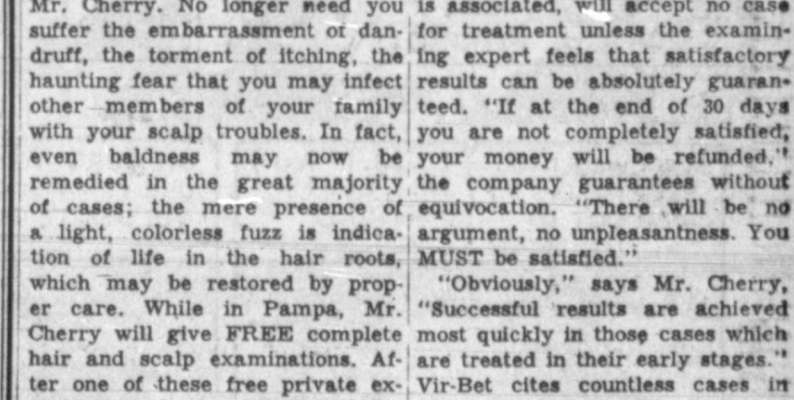 Mr. Cherry. No longer need you
suffer the embarrassment of dan-
druff, the torment of itching, the
haunting fear that you may infect
other members of your family
with your scalp troubles. In fact,
even baldness may now be
remedied in the great majority
of cases; the mere presence of
a light, colorless fuzz is indica-
tion of life in the hair roots,
which may be restored by prop-
er care. While in Pampa, Mr.
Cherry will give FREE complete
hair and scalp examinations. Af-
ter one of these free private ex-
is associated, will accept no case
for treatment unless the examin-
ing expert feels that satisfactory
results can be absolutely guaran-
teed. "If at the end of 30 days
you are not completely satisfied,
your money will be refunded,"
the company guarantees without
equivocation. "There will be no
argument, no unpleasantness. You
MUST be satisfied."
"Obviously," says Mr. Cherry,
"Successful results are achieved
most quickly in those cases which
are treated in their early stages."
Vir-Bet cites countless cases in